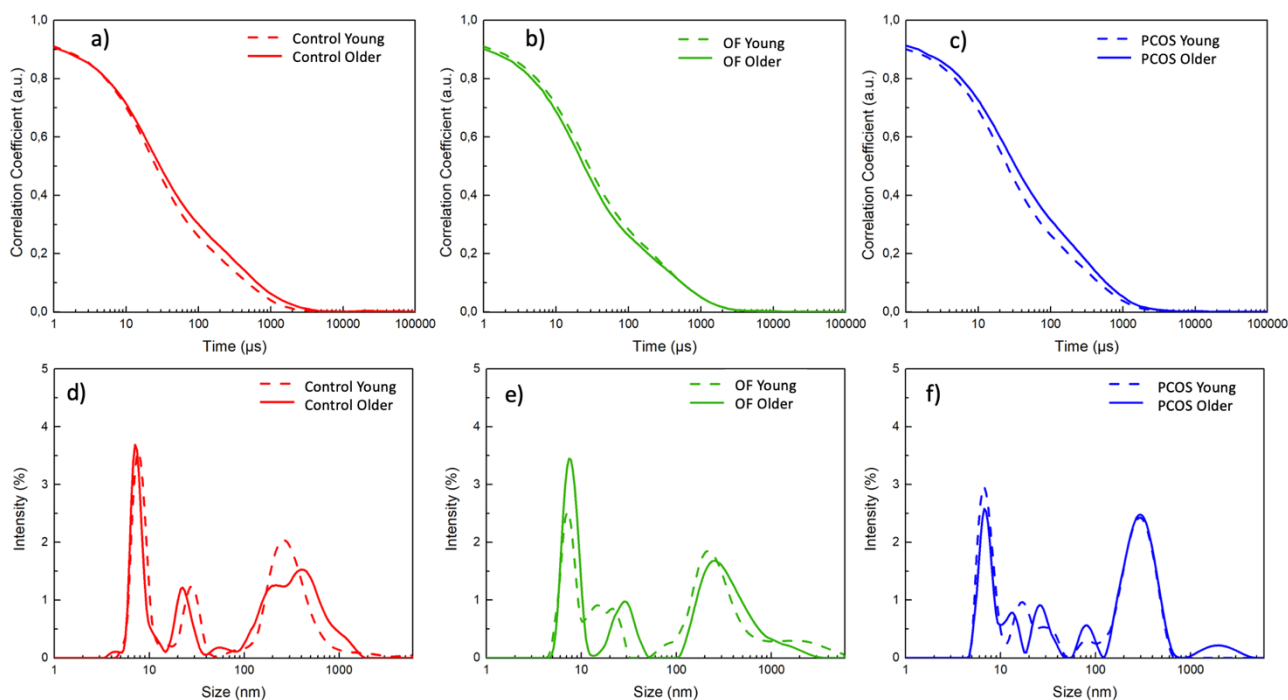 a)
Control Young
Control Older
1,0
0,8
0,6
0,4
0,2
0,0
Correlation Coefficient (a.u.)
1 10 100 1000 10000 100000
Time (µs)
b)
OF Young
OF Older
1,0
0,8
0,6
0,4
0,2
0,0
Correlation Coefficient (a.u.)
1 10 100 1000 10000 100000
Time (µs)
c)
PCOS Young
PCOS Older
1,0
0,8
0,6
0,4
0,2
0,0
Correlation Coefficient (a.u.)
1 10 100 1000 10000 100000
Time (µs)
d)
Control Young
Control Older
5
4
3
2
1
0
Intensity (%)
1 10 100 1000
Size (nm)
e)
OF Young
OF Older
5
4
3
2
1
0
Intensity (%)
1 10 100 1000
Size (nm)
f)
PCOS Young
PCOS Older
5
4
3
2
1
0
Intensity (%)
1 10 100 1000
Size (nm)